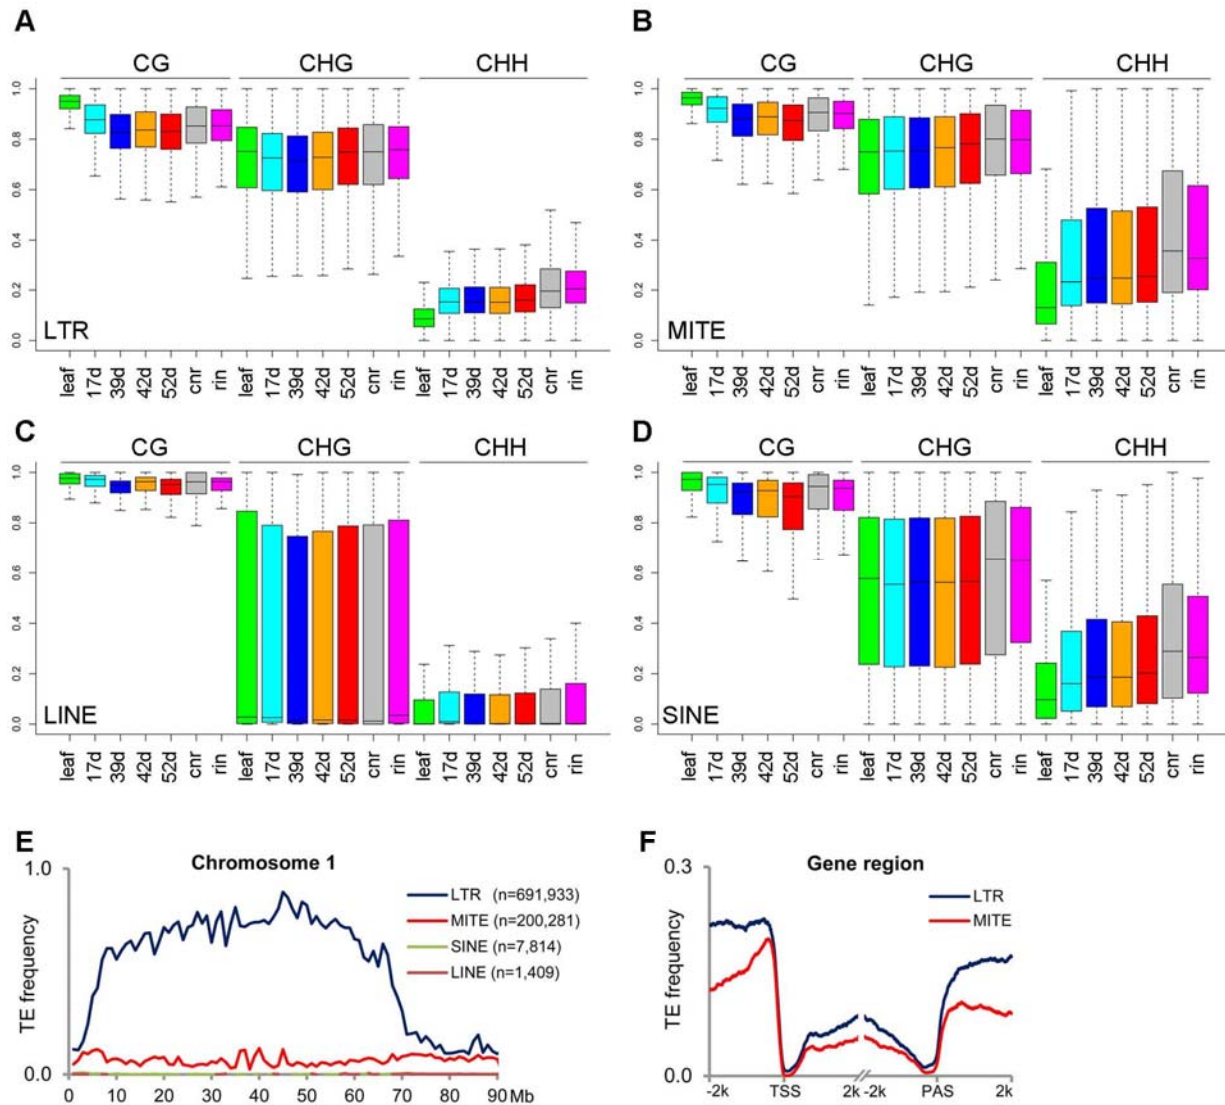 A
CG CHG CHH
1.0
0.8
0.6
0.4
0.2
0.0
LTR
leaf 17d 39d 42d 52d cnr rin leaf 17d 39d 42d 52d cnr rin leaf 17d 39d 42d 52d cnr rin
B
CG CHG CHH
1.0
0.8
0.6
0.4
0.2
0.0
MITE
leaf 17d 39d 42d 52d cnr rin leaf 17d 39d 42d 52d cnr rin leaf 17d 39d 42d 52d cnr rin
C
CG CHG CHH
1.0
0.8
0.6
0.4
0.2
0.0
LINE
leaf 17d 39d 42d 52d cnr rin leaf 17d 39d 42d 52d cnr rin leaf 17d 39d 42d 52d cnr rin
D
CG CHG CHH
1.0
0.8
0.6
0.4
0.2
0.0
SINE
leaf 17d 39d 42d 52d cnr rin leaf 17d 39d 42d 52d cnr rin leaf 17d 39d 42d 52d cnr rin
E
Chromosome 1
1.0
TE frequency
0.0
LTR (n=691,933)
MITE (n=200,281)
SINE (n=7,814)
LINE (n=1,409)
0 10 20 30 40 50 60 70 80 90 Mb
F
Gene region
0.3
TE frequency
0.0
LTR
MITE
-2k TSS 2k -2k PAS 2k